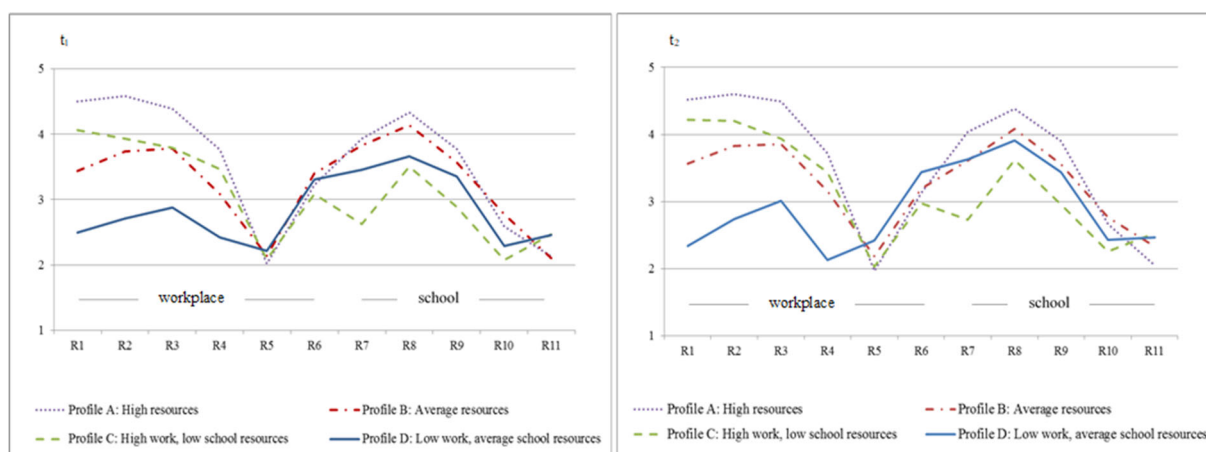 t1
5
4
3
2
1
workplace
school
R1 R2 R3 R4 R5 R6 R7 R8 R9 R10 R11
Profile A: High resources
Profile B: Average resources
Profile C: High work, low school resources
Profile D: Low work, average school resources
t2
5
4
3
2
1
workplace
school
R1 R2 R3 R4 R5 R6 R7 R8 R9 R10 R11
Profile A: High resources
Profile B: Average resources
Profile C: High work, low school resources
Profile D: Low work, average school resources